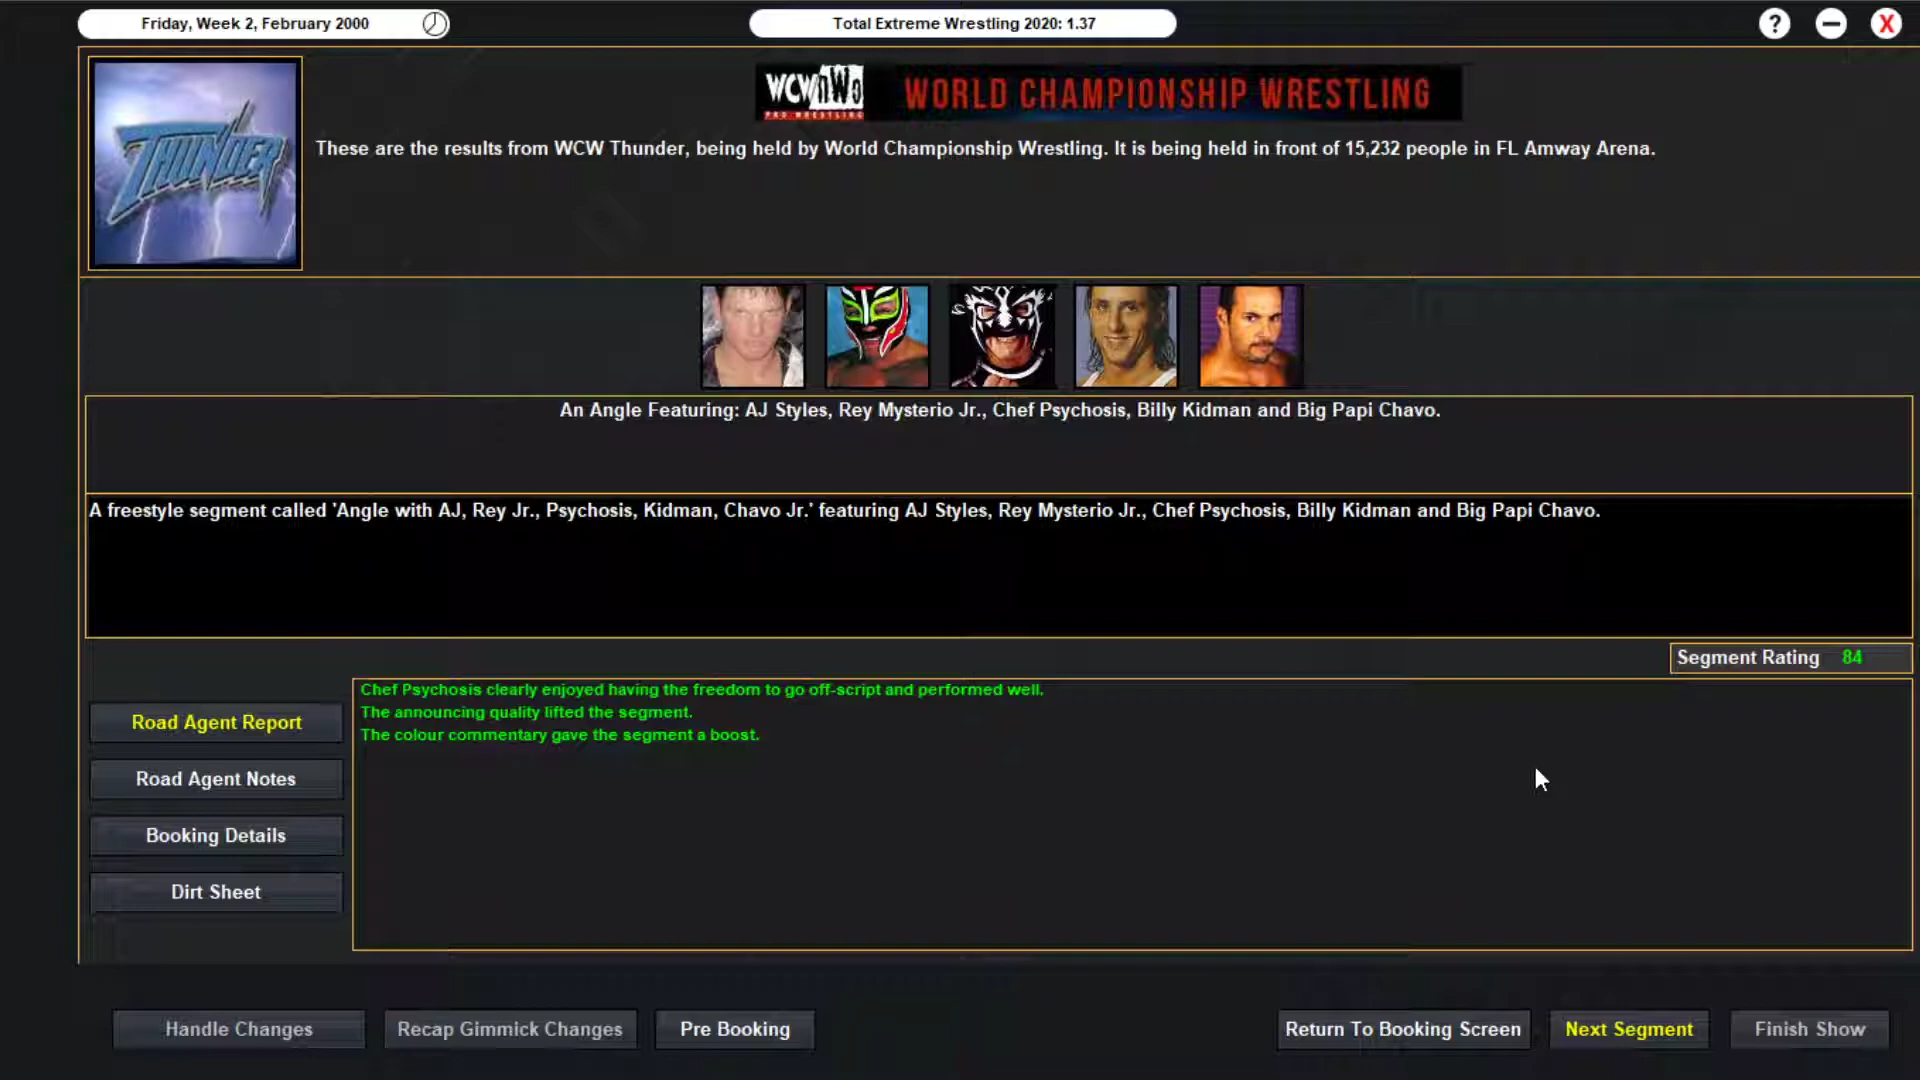 Friday, Week 2, February 2000
Total Extreme Wrestling 2020: 1.37
?
X
THUNDER
WCW nWo
PRO WRESTLING
WORLD CHAMPIONSHIP WRESTLING
These are the results from WCW Thunder, being held by World Championship Wrestling. It is being held in front of 15,232 people in FL Amway Arena.
An Angle Featuring: AJ Styles, Rey Mysterio Jr., Chef Psychosis, Billy Kidman and Big Papi Chavo.
A freestyle segment called 'Angle with AJ, Rey Jr., Psychosis, Kidman, Chavo Jr.' featuring AJ Styles, Rey Mysterio Jr., Chef Psychosis, Billy Kidman and Big Papi Chavo.
Segment Rating 84
Road Agent Report
Road Agent Notes
Booking Details
Dirt Sheet
Chef Psychosis clearly enjoyed having the freedom to go off-script and performed well.
The announcing quality lifted the segment.
The colour commentary gave the segment a boost.
Handle Changes
Recap Gimmick Changes
Pre Booking
Return To Booking Screen
Next Segment
Finish Show